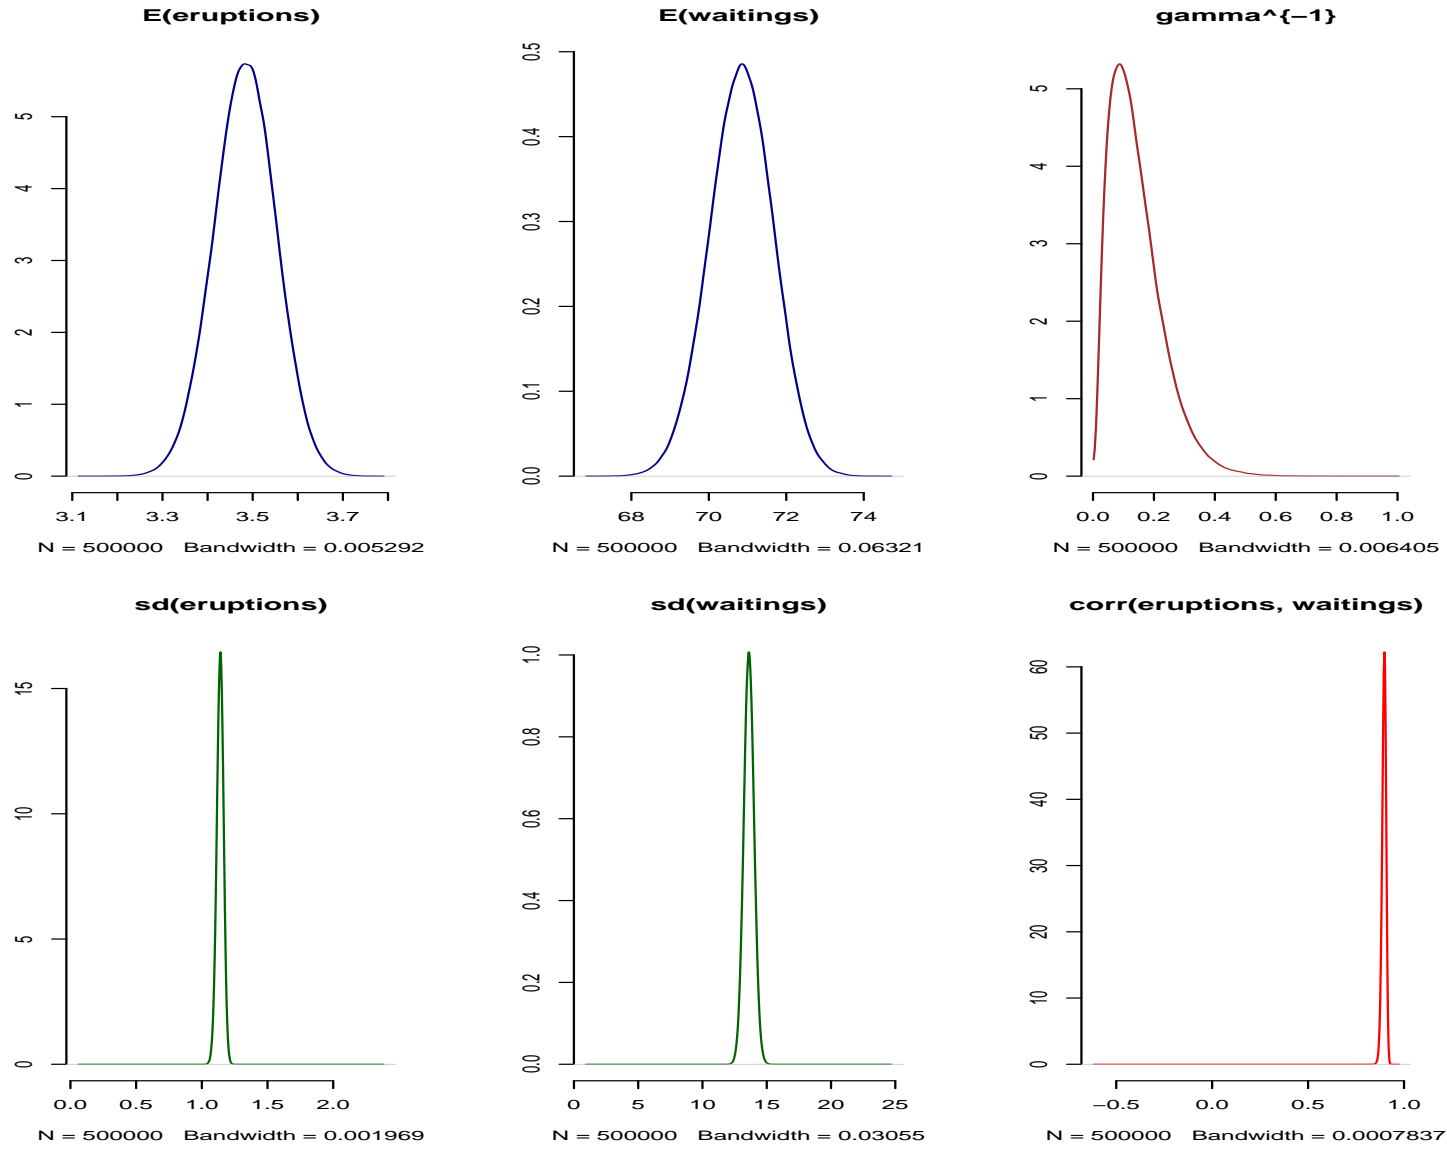 E(eruptions)
0 1 2 3 4 5
3.1 3.3 3.5 3.7
N = 500000 Bandwidth = 0.005292
E(waitings)
0.0 0.1 0.2 0.3 0.4 0.5
68 70 72 74
N = 500000 Bandwidth = 0.06321
gamma^{−1}
0 1 2 3 4 5
0.0 0.2 0.4 0.6 0.8 1.0
N = 500000 Bandwidth = 0.006405
sd(eruptions)
0 5 10 15
0.0 0.5 1.0 1.5 2.0
N = 500000 Bandwidth = 0.001969
sd(waitings)
0.0 0.2 0.4 0.6 0.8 1.0
0 5 10 15 20 25
N = 500000 Bandwidth = 0.03055
corr(eruptions, waitings)
0 10 20 30 40 50 60
−0.5 0.0 0.5 1.0
N = 500000 Bandwidth = 0.0007837